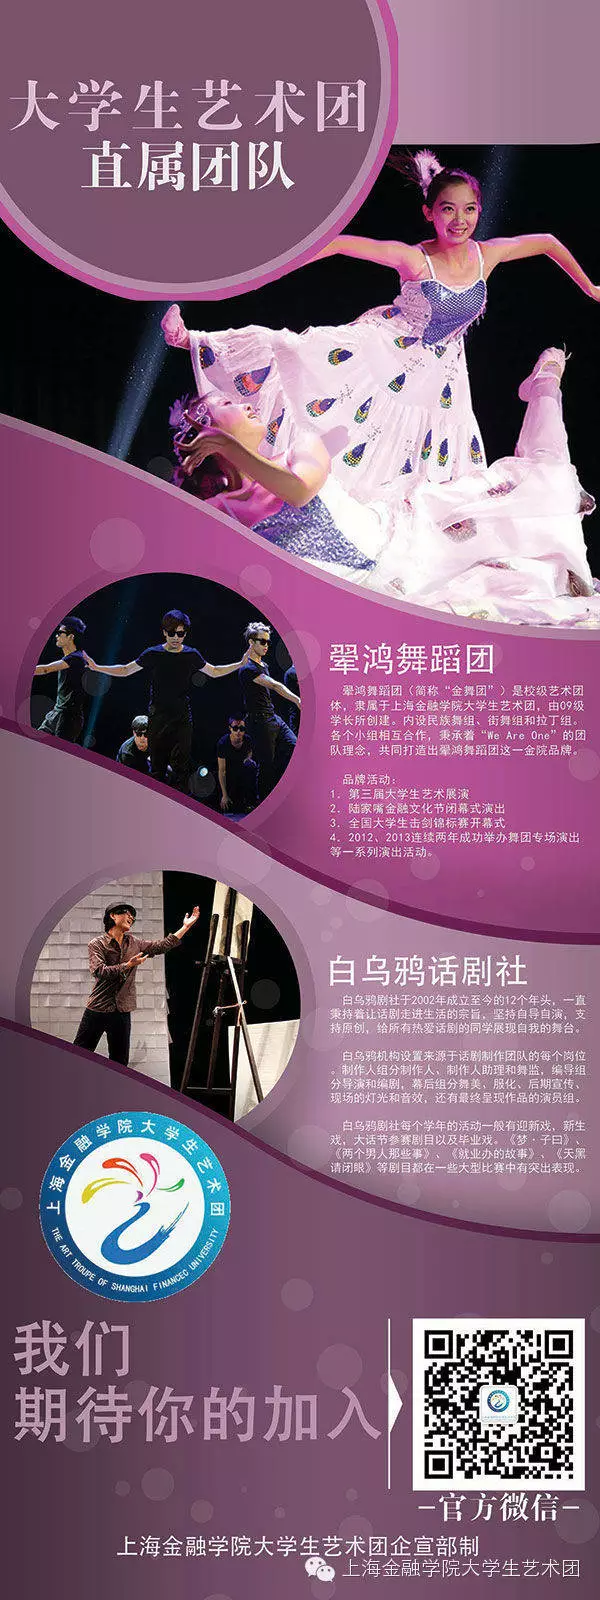 大学生艺术团
直属团队
翚鸿舞蹈团
翚鸿舞蹈团（简称“金舞团”）是校级艺术团
体，隶属于上海金融学院大学生艺术团，由09级
学长所创建。内设民族舞组、街舞组和拉丁组。
各个小组相互合作，秉承着“We Are One”的团
队理念，共同打造出翚鸿舞蹈团这一金院品牌。
品牌活动：
1．第三届大学生艺术展演
2．陆家嘴金融文化节闭幕式演出
3．全国大学生击剑锦标赛开幕式
4．2012、2013连续两年成功举办舞团专场演出
等一系列演出活动。
白乌鸦话剧社
白乌鸦剧社于2002年成立至今的12个年头，一直
秉持着让话剧走进生活的宗旨，坚持自导自演，支
持原创，给所有热爱话剧的同学展现自我的舞台。
白乌鸦机构设置来源于话剧制作团队的每个岗位
。制作人组分制作人、制作人助理和舞监，编导组
分导演和编剧，幕后组分舞美、服化、后期宣传、
现场的灯光和音效，还有最终呈现作品的演员组。
白乌鸦剧社每个学年的活动一般有迎新戏，新生
戏，大话节参赛剧目以及毕业戏。《梦·子曰》、
《两个男人那些事》、《就业办的故事》、《天黑
请闭眼》等剧目都在一些大型比赛中有突出表现。
上海金融学院大学生艺术团
THE ART TROUPE OF SHANGHAI FINANCEC UNIVERSITY
我们
期待你的加入
-官方微信-
上海金融学院大学生艺术团企宣部制
上海金融学院大学生艺术团